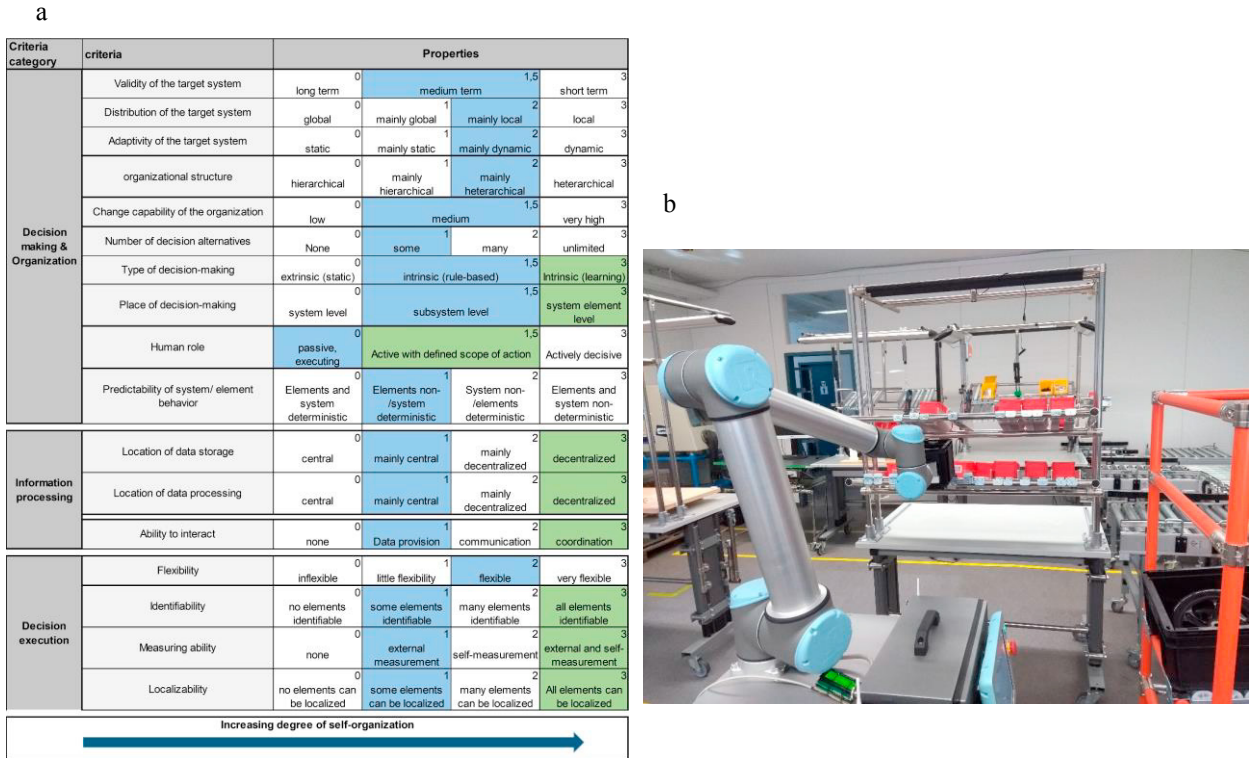 a
Criteria category criteria Properties
Decision making & Organization
Validity of the target system 0 long term 1,5 medium term 3 short term
Distribution of the target system 0 global 1 mainly global 2 mainly local 3 local
Adaptivity of the target system 0 static 1 mainly static 2 mainly dynamic 3 dynamic
organizational structure 0 hierarchical 1 mainly hierarchical 2 mainly heterarchical 3 heterarchical
Change capability of the organization 0 low 1,5 medium 3 very high
Number of decision alternatives 0 None 1 some 2 many 3 unlimited
Type of decision-making 0 extrinsic (static) 1,5 intrinsic (rule-based) 3 Intrinsic (learning)
Place of decision-making 0 system level 1,5 subsystem level 3 system element level
Human role 0 passive, executing 1,5 Active with defined scope of action 3 Actively decisive
Predictability of system/ element behavior 0 Elements and system deterministic 1 Elements non-/system deterministic 2 System non-/elements deterministic 3 Elements and system non-deterministic
Information processing
Location of data storage 0 central 1 mainly central 2 mainly decentralized 3 decentralized
Location of data processing 0 central 1 mainly central 2 mainly decentralized 3 decentralized
Ability to interact 0 none 1 Data provision 2 communication 3 coordination
Decision execution
Flexibility 0 inflexible 1 little flexibility 2 flexible 3 very flexible
Identifiability 0 no elements identifiable 1 some elements identifiable 2 many elements identifiable 3 all elements identifiable
Measuring ability 0 none 1 external measurement 2 self-measurement 3 external and self-measurement
Localizability 0 no elements can be localized 1 some elements can be localized 2 many elements can be localized 3 All elements can be localized
Increasing degree of self-organization
b